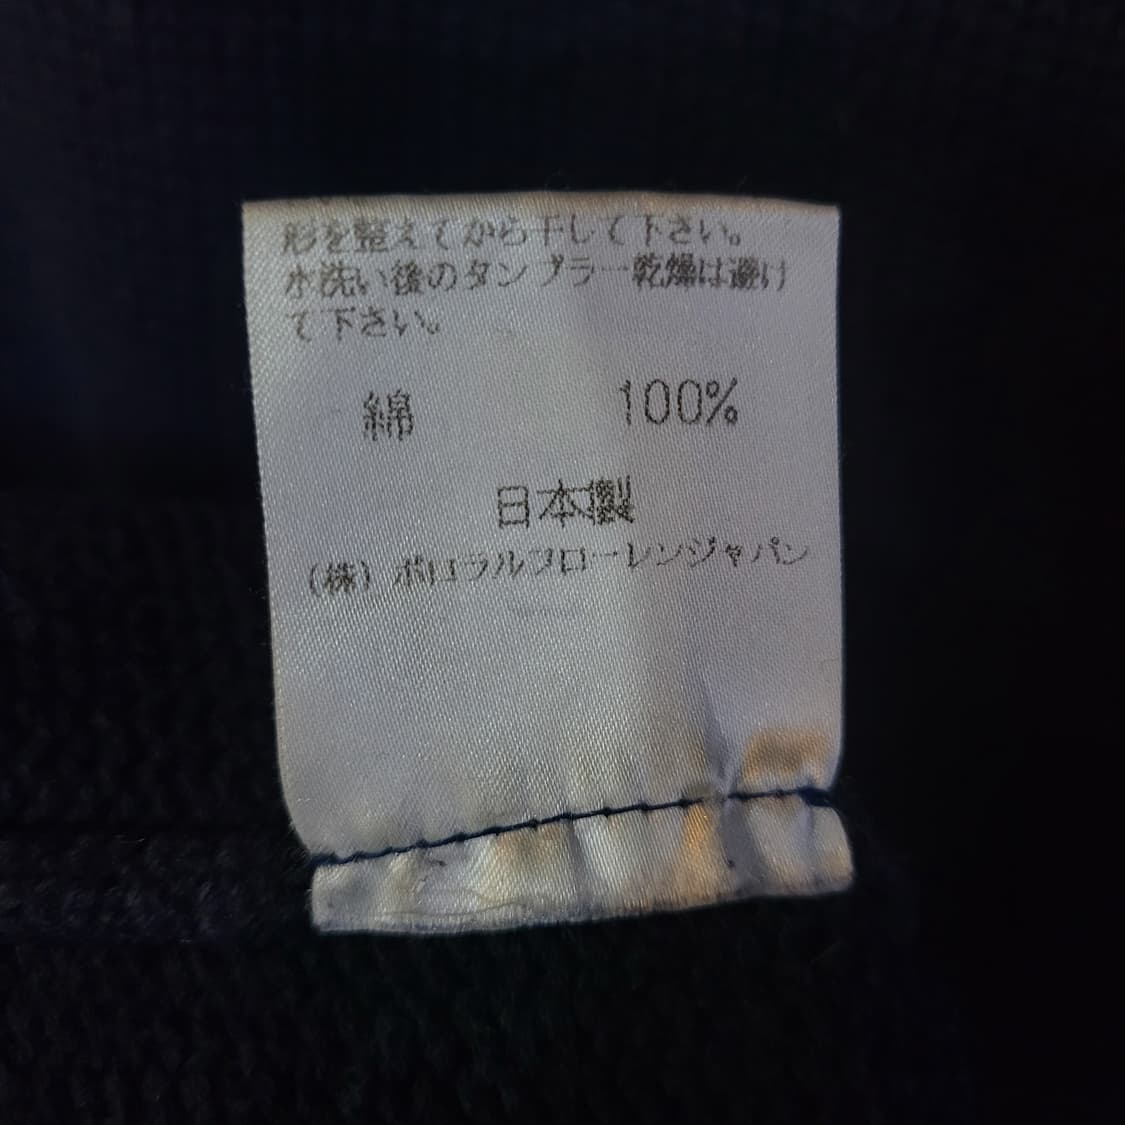 形を整えてから干して下さい。
水洗い後のタンブラー乾燥は避け
て下さい。
綿 100%
日本製
（株）ポロラルフローレンジャパン